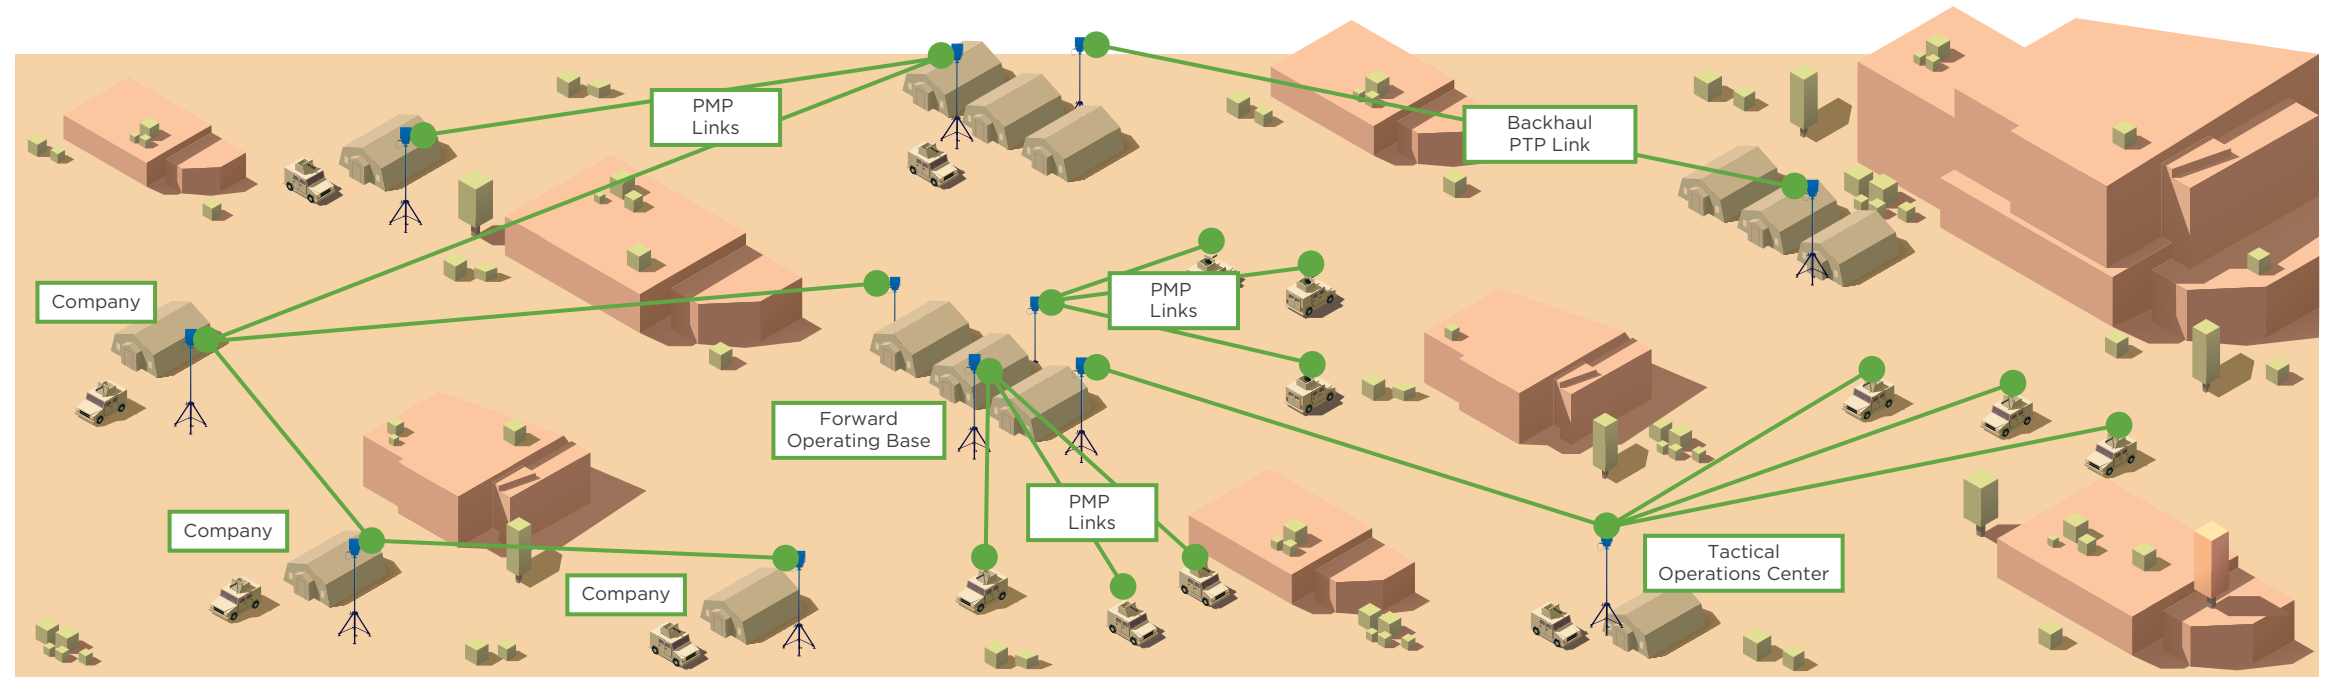 PMP
Links
Backhaul
PTP Link
Company
PMP
Links
Forward
Operating Base
Company
PMP
Links
Tactical
Operations Center
Company